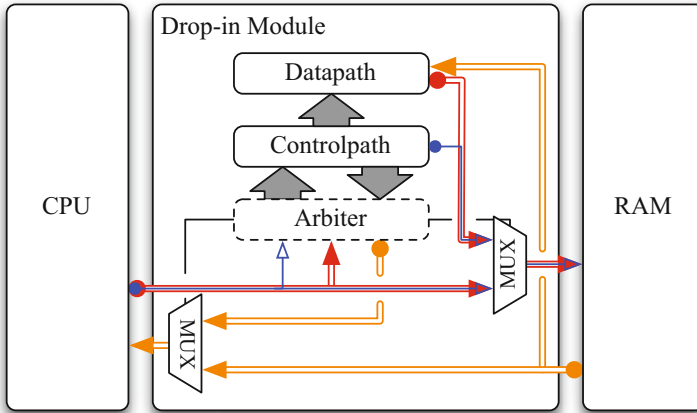 Drop-in Module
Datapath
Controlpath
CPU
Arbiter
RAM
MUX
MUX